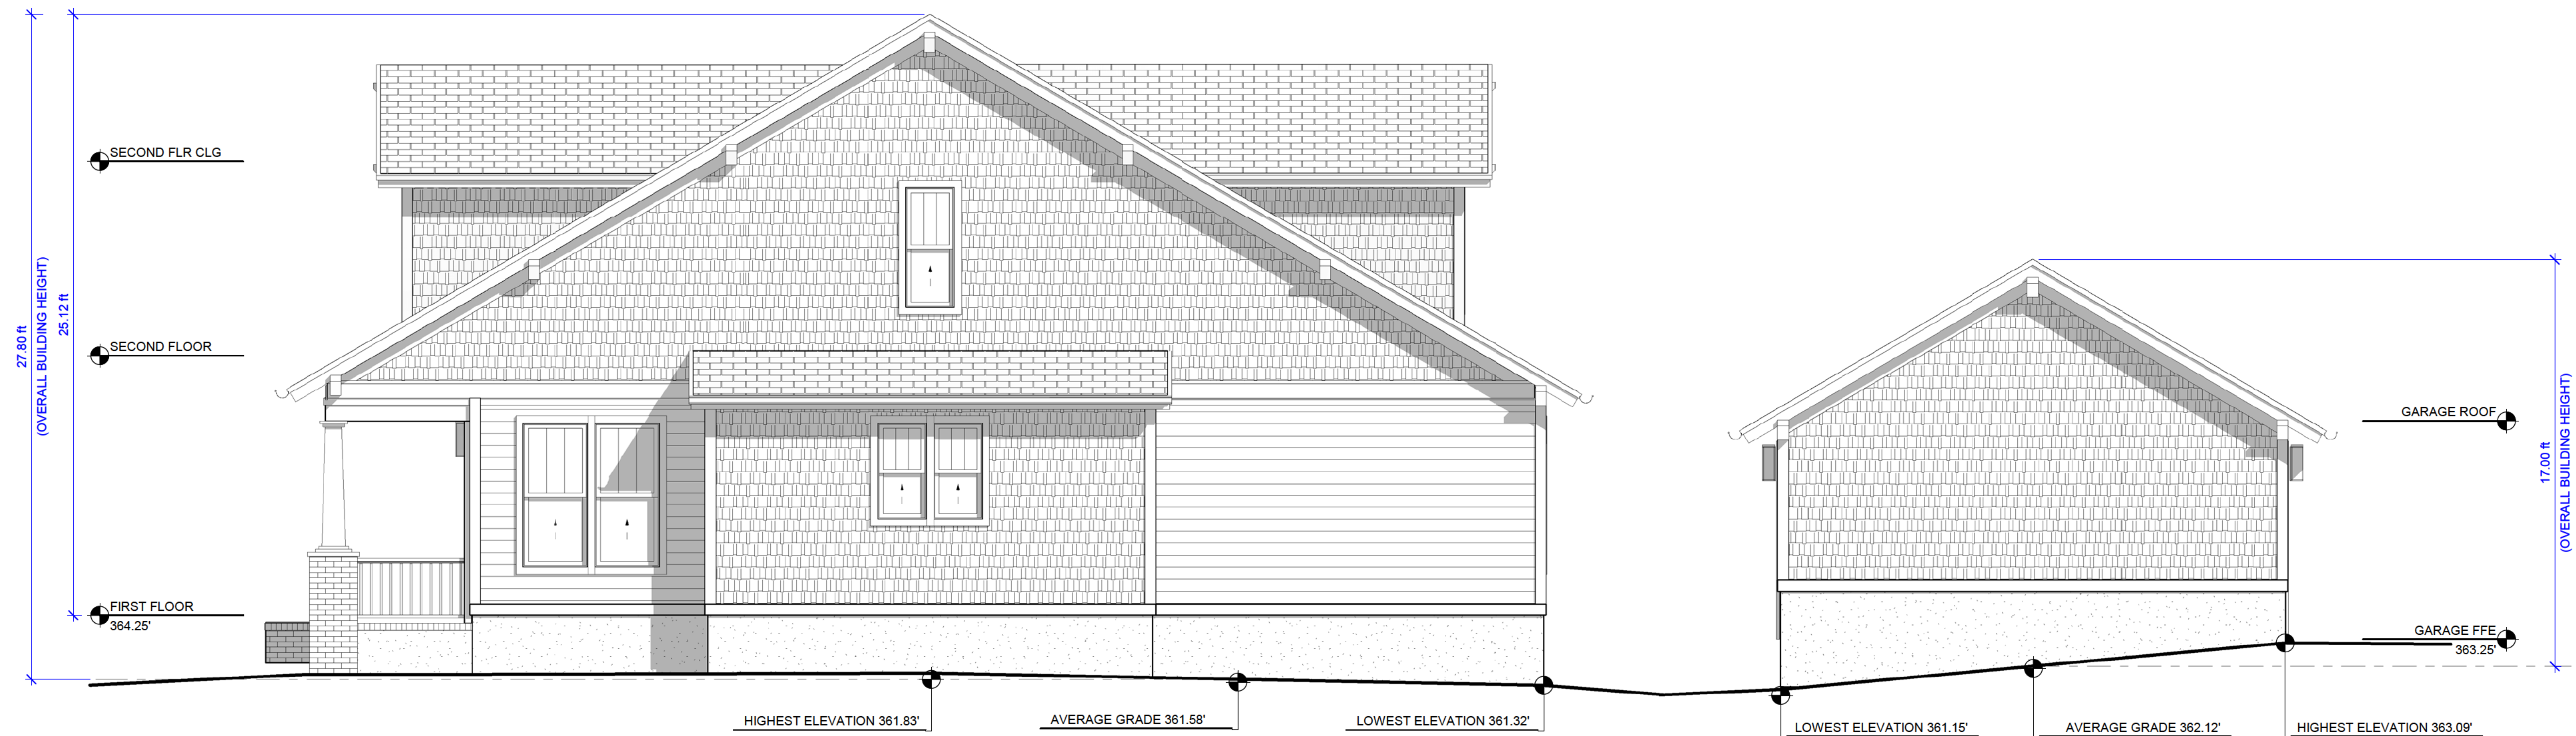 27.80 ft
(OVERALL BUILDING HEIGHT)
25.12 ft
SECOND FLR CLG
SECOND FLOOR
FIRST FLOOR
364.25'
HIGHEST ELEVATION 361.83'
AVERAGE GRADE 361.58'
LOWEST ELEVATION 361.32'
LOWEST ELEVATION 361.15'
AVERAGE GRADE 362.12'
HIGHEST ELEVATION 363.09'
GARAGE ROOF
GARAGE FFE
363.25'
17.00 ft
(OVERALL BUILDING HEIGHT)